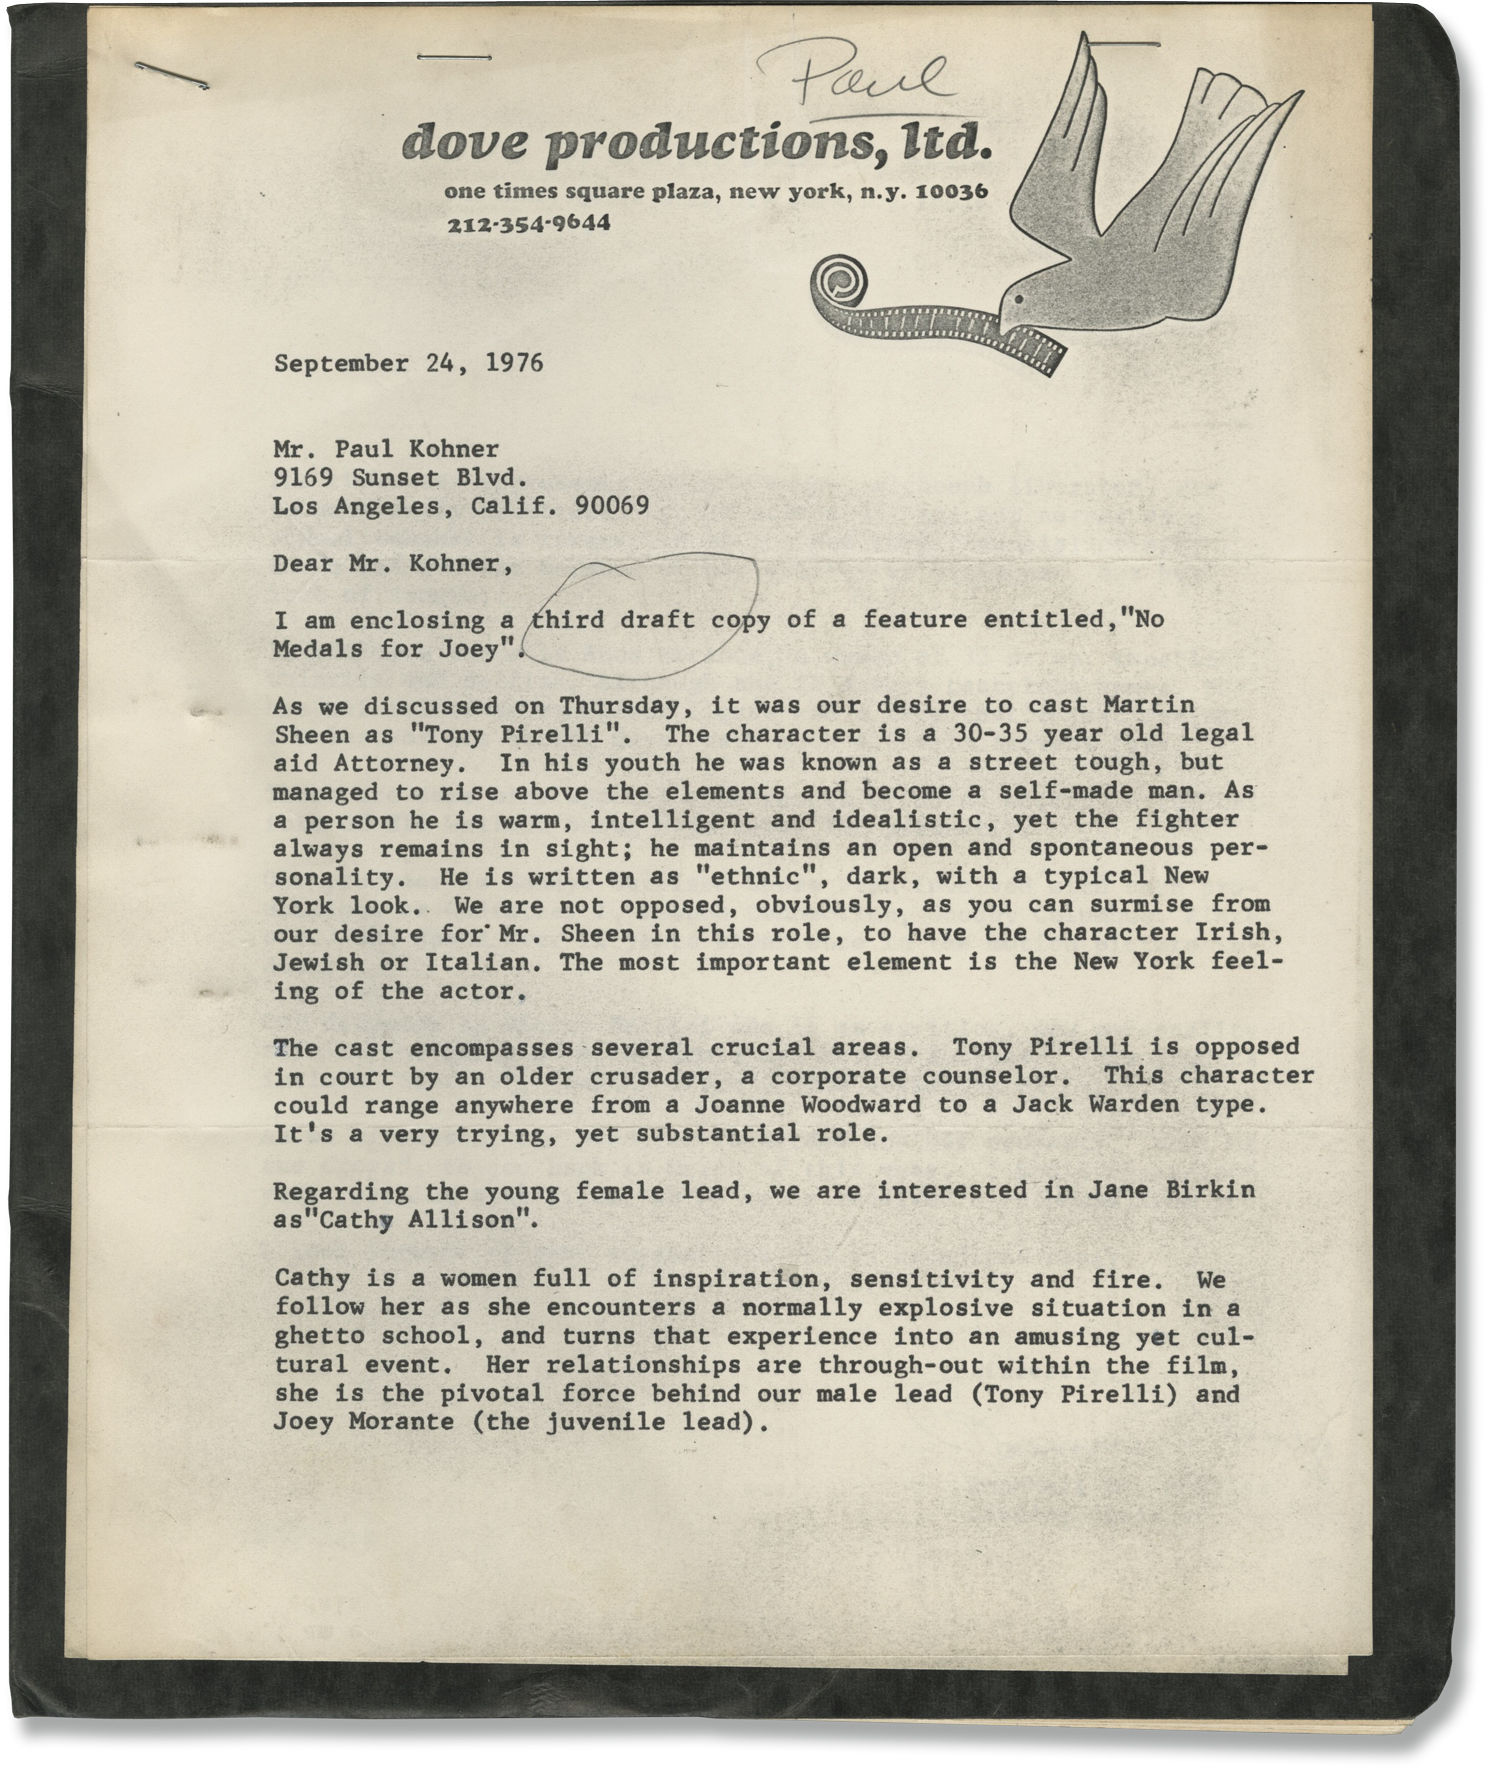 Paul
dove productions, ltd.
one times square plaza, new york, n.y. 10036
212-354-9644
September 24, 1976
Mr. Paul Kohner
9169 Sunset Blvd.
Los Angeles, Calif. 90069
Dear Mr. Kohner,
I am enclosing a third draft copy of a feature entitled,"No
Medals for Joey".
As we discussed on Thursday, it was our desire to cast Martin
Sheen as "Tony Pirelli".  The character is a 30-35 year old legal
aid Attorney.  In his youth he was known as a street tough, but
managed to rise above the elements and become a self-made man. As
a person he is warm, intelligent and idealistic, yet the fighter
always remains in sight; he maintains an open and spontaneous per-
sonality.  He is written as "ethnic", dark, with a typical New
York look.  We are not opposed, obviously, as you can surmise from
our desire for Mr. Sheen in this role, to have the character Irish,
Jewish or Italian. The most important element is the New York feel-
ing of the actor.
The cast encompasses several crucial areas.  Tony Pirelli is opposed
in court by an older crusader, a corporate counselor.  This character
could range anywhere from a Joanne Woodward to a Jack Warden type.
It's a very trying, yet substantial role.
Regarding the young female lead, we are interested in Jane Birkin
as"Cathy Allison".
Cathy is a women full of inspiration, sensitivity and fire.  We
follow her as she encounters a normally explosive situation in a
ghetto school, and turns that experience into an amusing yet cul-
tural event.  Her relationships are through-out within the film,
she is the pivotal force behind our male lead (Tony Pirelli) and
Joey Morante (the juvenile lead).